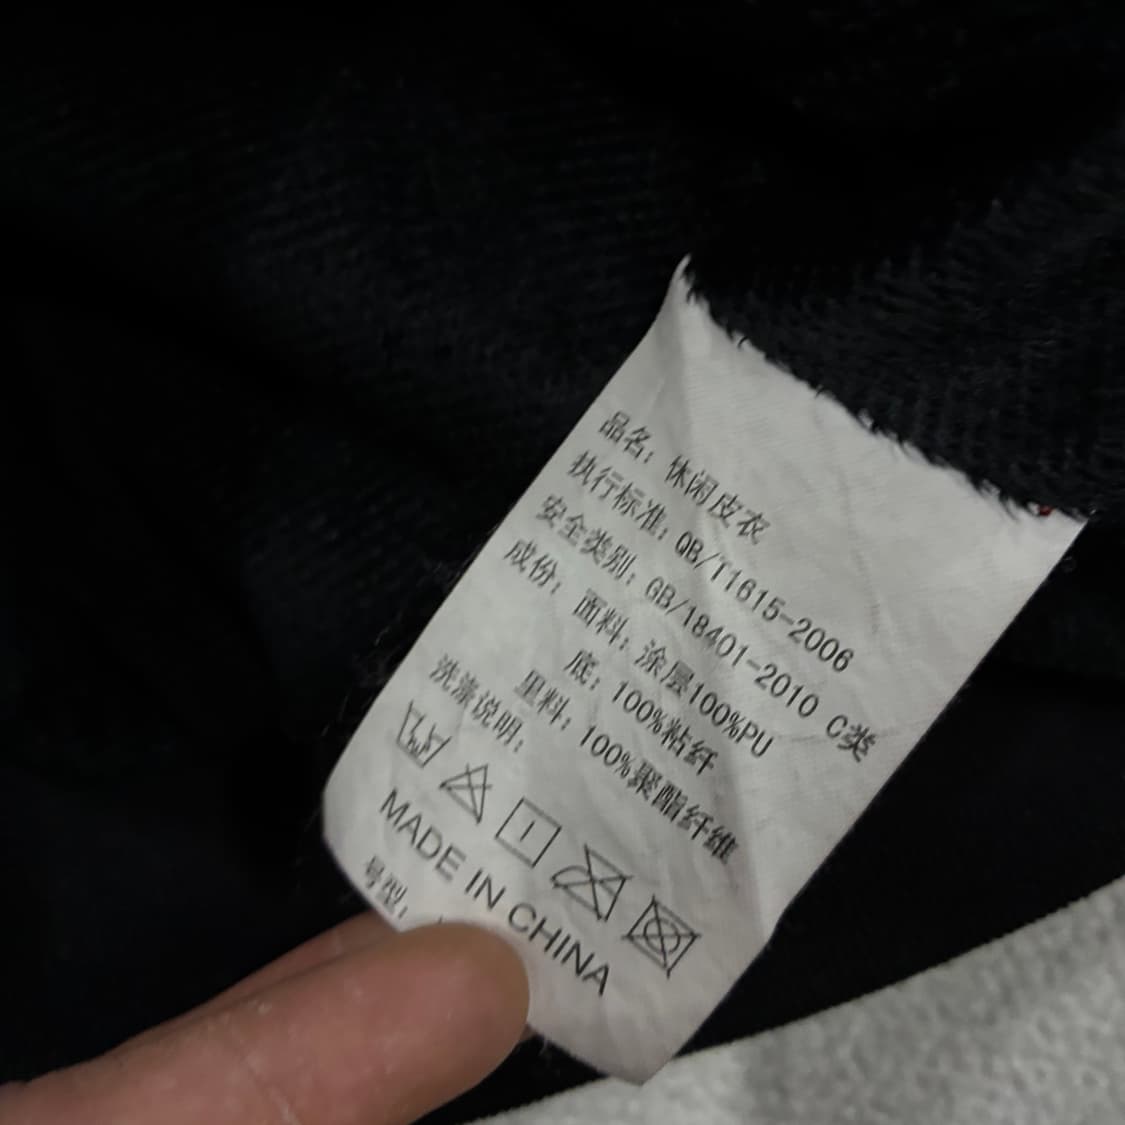 品名：休闲皮衣
执行标准：QB/T1615-2006
安全类别：GB/18401-2010 C类
成份：面料：涂层100%PU
底：100%粘纤
里料：100%聚酯纤维
洗涤说明：
MADE IN CHINA
号型：